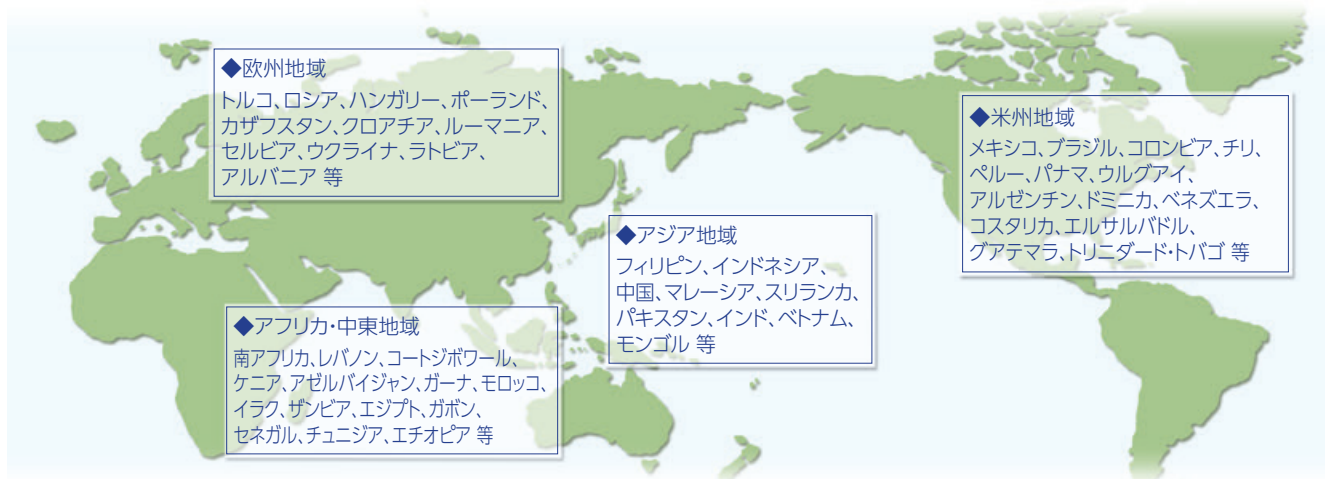 ◆欧州地域
トルコ、ロシア、ハンガリー、ポーランド、
カザフスタン、クロアチア、ルーマニア、
セルビア、ウクライナ、ラトビア、
アルバニア 等
◆米州地域
メキシコ、ブラジル、コロンビア、チリ、
ペルー、パナマ、ウルグアイ、
アルゼンチン、ドミニカ、ベネズエラ、
コスタリカ、エルサルバドル、
グアテマラ、トリニダード・トバゴ 等
◆アジア地域
フィリピン、インドネシア、
中国、マレーシア、スリランカ、
パキスタン、インド、ベトナム、
モンゴル 等
◆アフリカ・中東地域
南アフリカ、レバノン、コートジボワール、
ケニア、アゼルバイジャン、ガーナ、モロッコ、
イラク、ザンビア、エジプト、ガボン、
セネガル、チュニジア、エチオピア 等